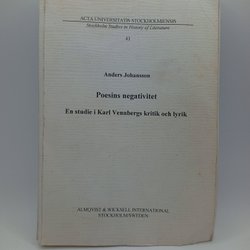 ACTA UNIVERSITATIS STOCKHOLMIENSIS
Stockholm Studies in History of Literature
43
Anders Johansson
Poesins negativitet
En studie i Karl Vennbergs kritik och lyrik
ALMQVIST & WIKSELL INTERNATIONAL
STOCKHOLM/SWEDEN